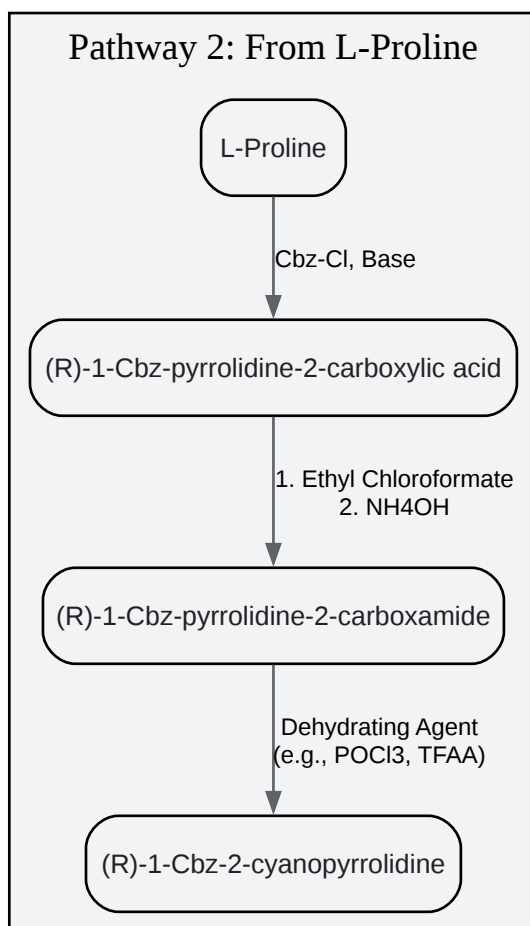 Pathway 2: From L-Proline
L-Proline
Cbz-Cl, Base
(R)-1-Cbz-pyrrolidine-2-carboxylic acid
1. Ethyl Chloroformate
2. NH4OH
(R)-1-Cbz-pyrrolidine-2-carboxamide
Dehydrating Agent
(e.g., POCl3, TFAA)
(R)-1-Cbz-2-cyanopyrrolidine